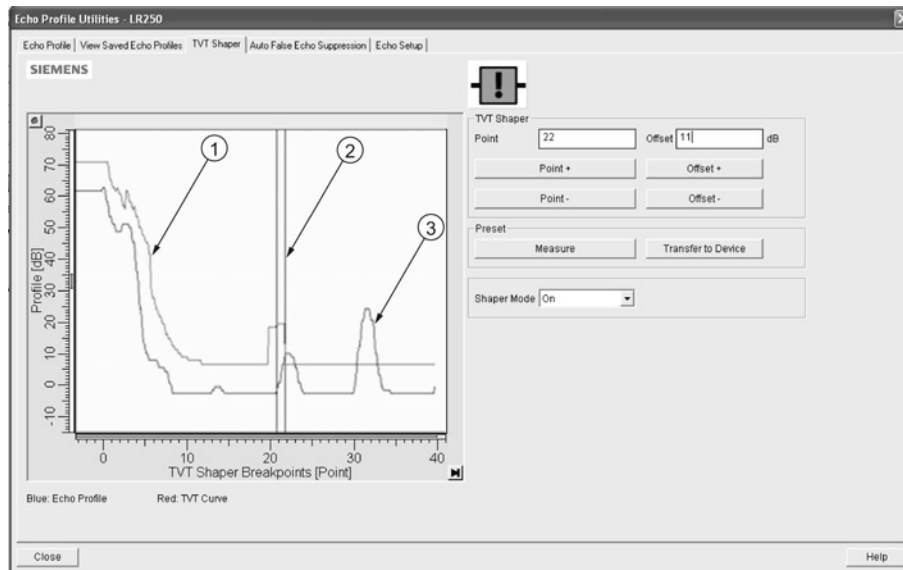 Echo Profile Utilities - LR250
Echo Profile View Saved Echo Profiles TVT Shaper Auto False Echo Suppression Echo Setup
SIEMENS
!
TVT Shaper
Point 22 Offset 11 dB
Point + Offset +
Point - Offset -
Preset
Measure Transfer to Device
Shaper Mode On
80
70
60
50
40
30
20
10
0
-10
Profile [dB]
1
2
3
0 10 20 30 40
TVT Shaper Breakpoints [Point]
Blue: Echo Profile Red: TVT Curve
Close Help